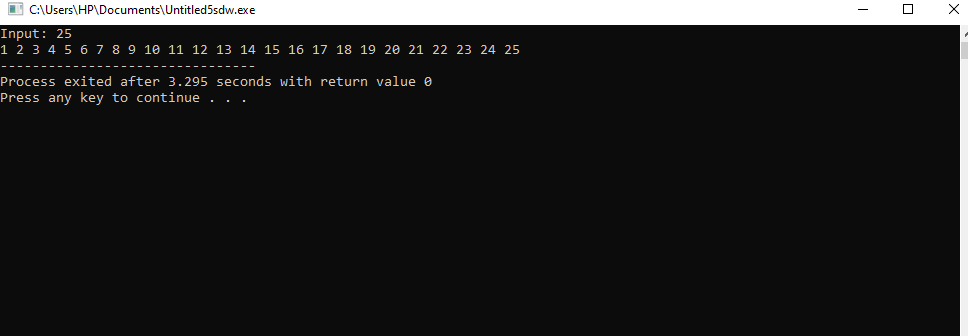 C:\Users\HP\Documents\Untitled5sdw.exe
Input: 25
1 2 3 4 5 6 7 8 9 10 11 12 13 14 15 16 17 18 19 20 21 22 23 24 25
--------------------------------
Process exited after 3.295 seconds with return value 0
Press any key to continue . . .